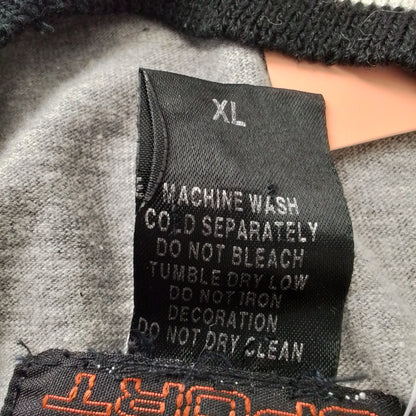 XL
MACHINE WASH
COLD SEPARATELY
DO NOT BLEACH
TUMBLE DRY LOW
DO NOT IRON
DECORATION
DO NOT DRY CLEAN